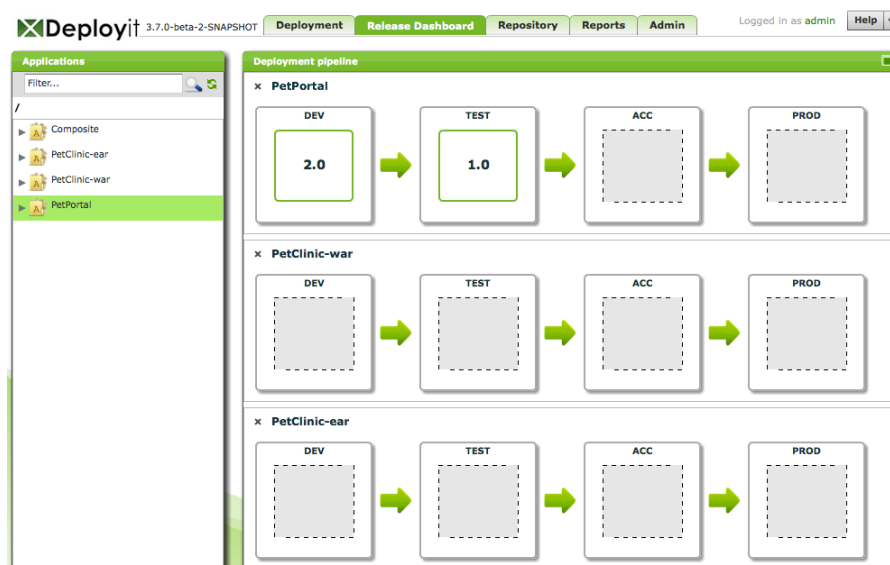 Deployit 3.7.0-beta-2-SNAPSHOT Deployment Release Dashboard Repository Reports Admin Logged in as admin Help
Applications
Filter...
/
Composite
PetClinic-ear
PetClinic-war
PetPortal
Deployment pipeline
× PetPortal
DEV TEST ACC PROD
2.0 1.0
× PetClinic-war
DEV TEST ACC PROD
× PetClinic-ear
DEV TEST ACC PROD